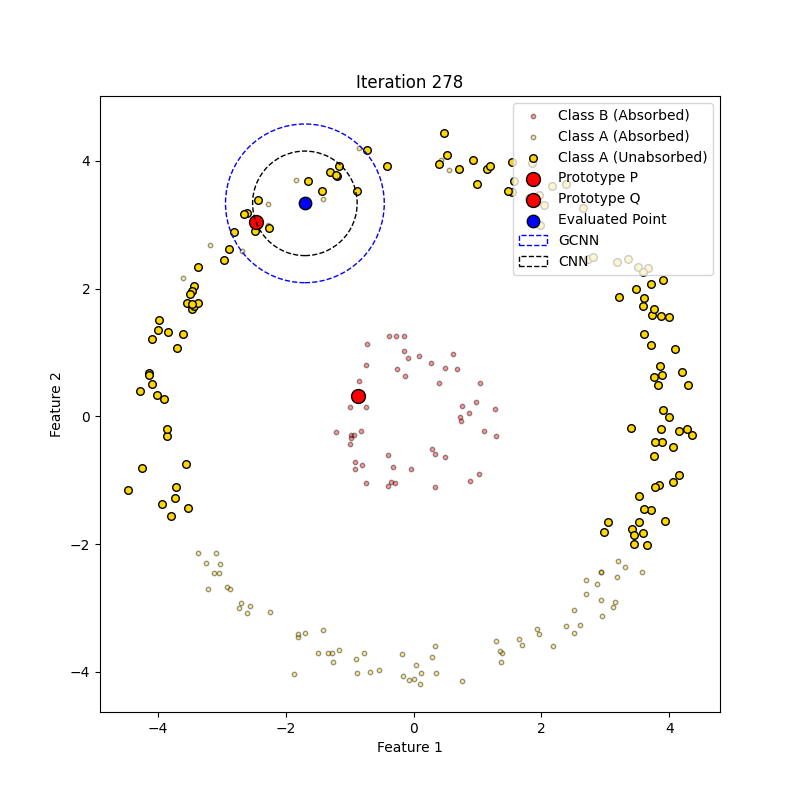 Iteration 278
Class B (Absorbed)
Class A (Absorbed)
Class A (Unabsorbed)
Prototype P
Prototype Q
Evaluated Point
GCNN
CNN
Feature 2
4
2
0
−2
−4
−4
−2
0
2
4
Feature 1